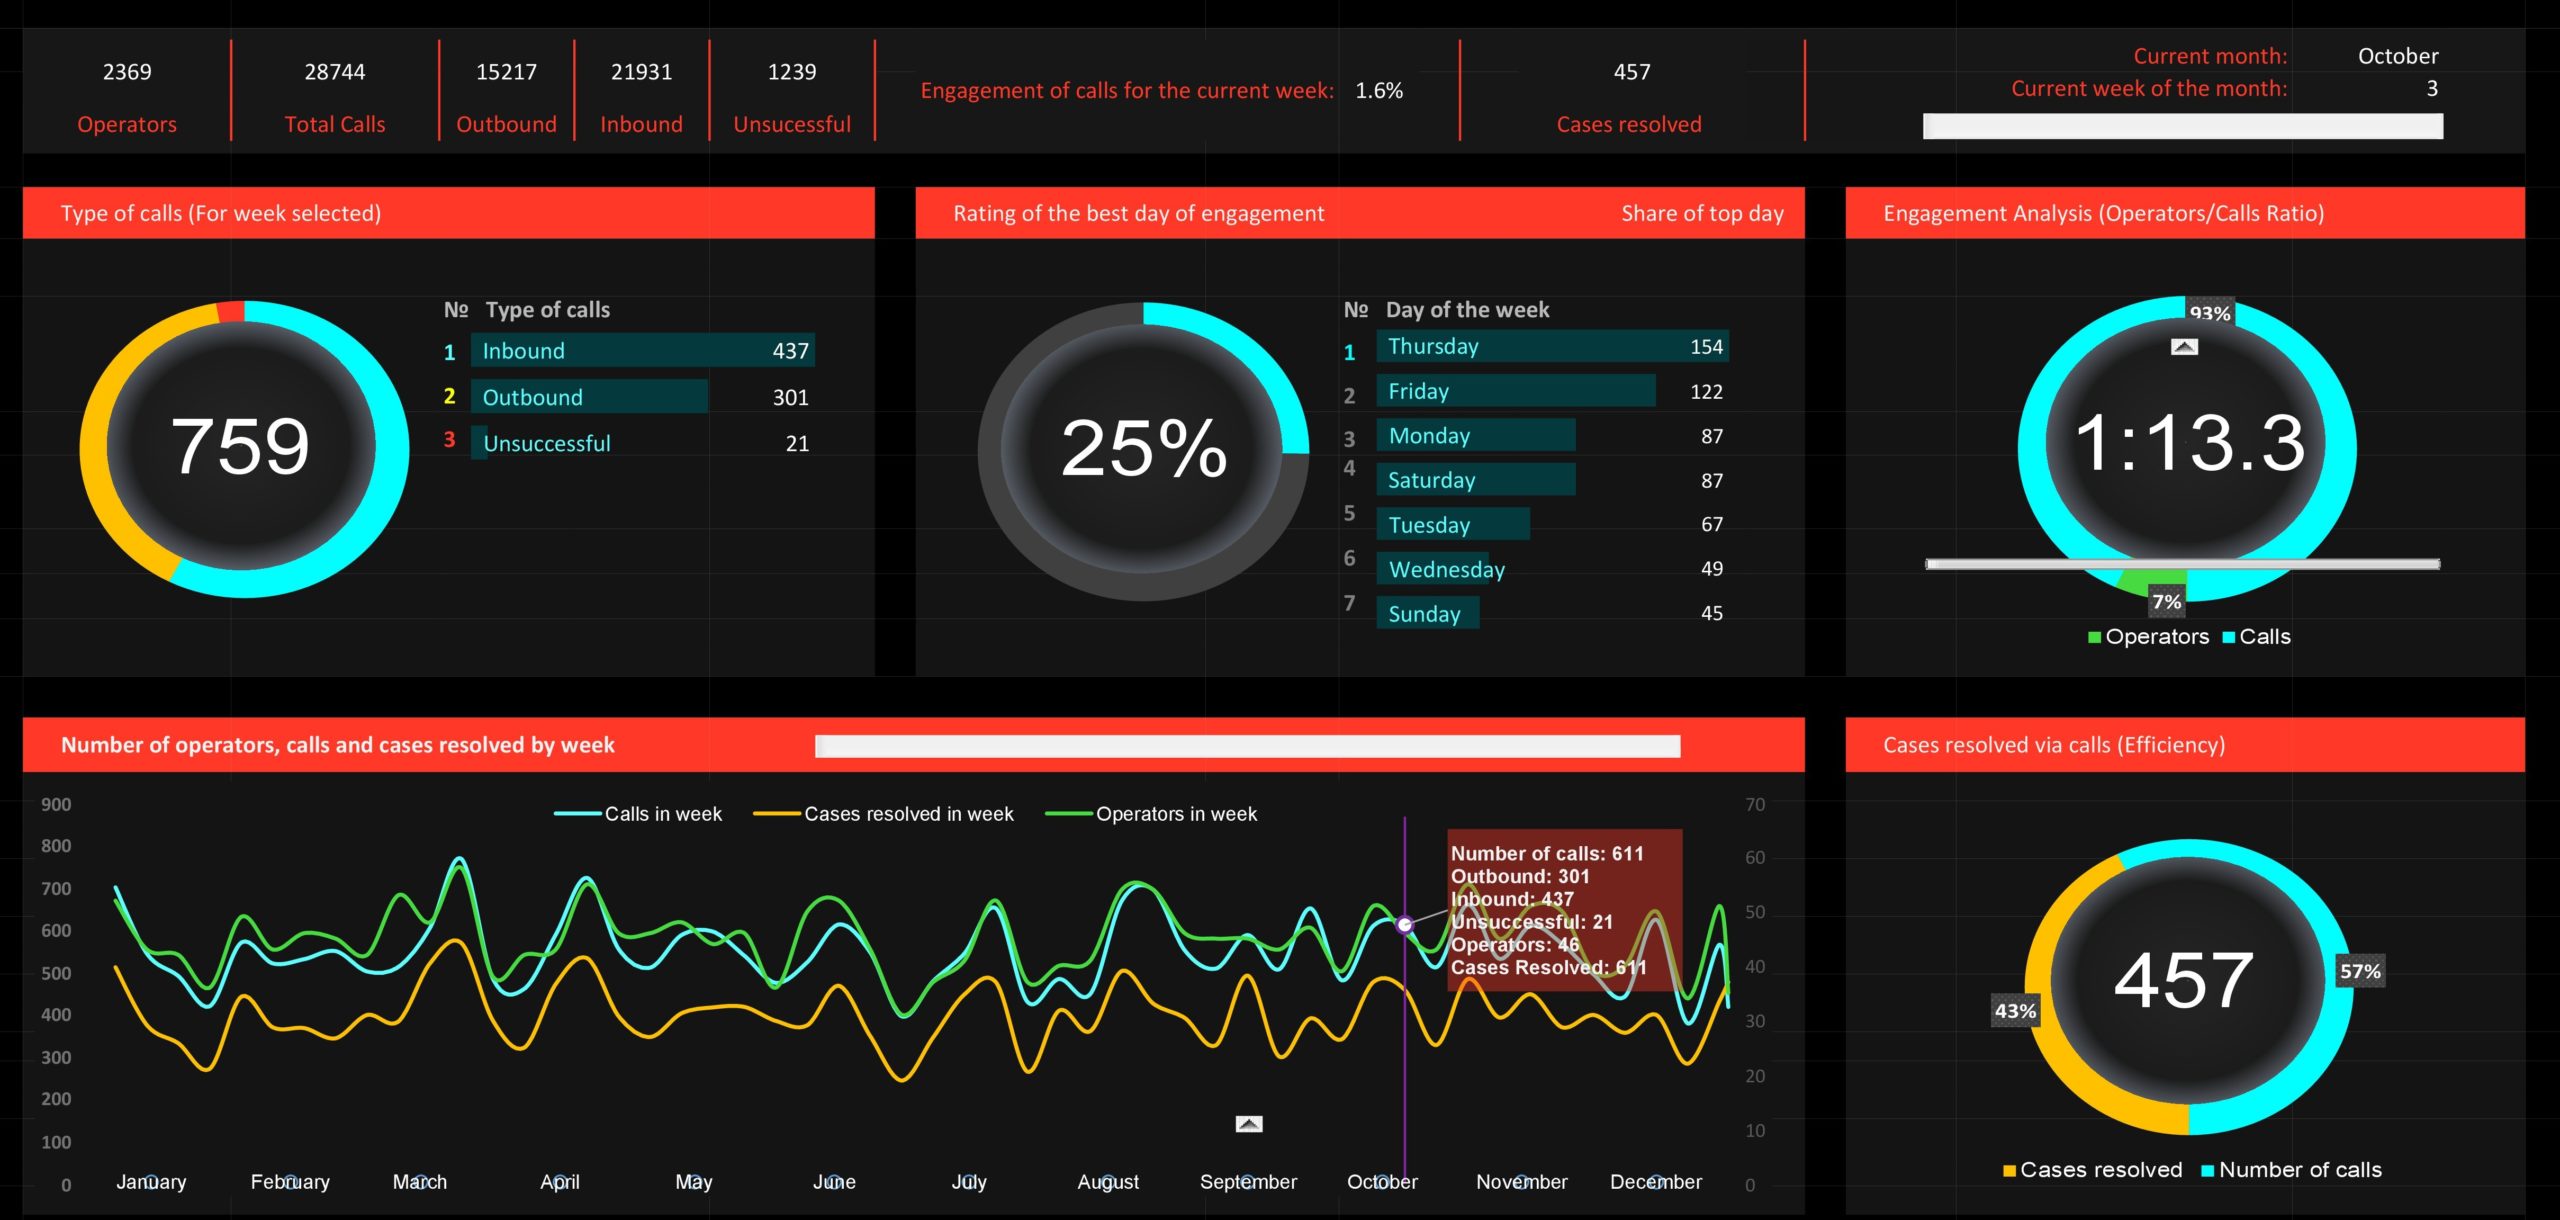 2369
Operators
28744
Total Calls
15217
Outbound
21931
Inbound
1239
Unsucessful
Engagement of calls for the current week: 1.6%
457
Cases resolved
Current month: October
Current week of the month: 3
Type of calls (For week selected)
759
№ Type of calls
1 Inbound 437
2 Outbound 301
3 Unsuccessful 21
Rating of the best day of engagement Share of top day
25%
№ Day of the week
1 Thursday 154
2 Friday 122
3 Monday 87
4 Saturday 87
5 Tuesday 67
6 Wednesday 49
7 Sunday 45
Engagement Analysis (Operators/Calls Ratio)
93%
1:13.3
7%
Operators Calls
Number of operators, calls and cases resolved by week
Calls in week Cases resolved in week Operators in week
900
800
700
600
500
400
300
200
100
0
70
60
50
40
30
20
10
0
Number of calls: 611
Outbound: 301
Inbound: 437
Unsuccessful: 21
Operators: 46
Cases Resolved: 611
January February March April May June July August September October November December
Cases resolved via calls (Efficiency)
57%
457
43%
Cases resolved Number of calls